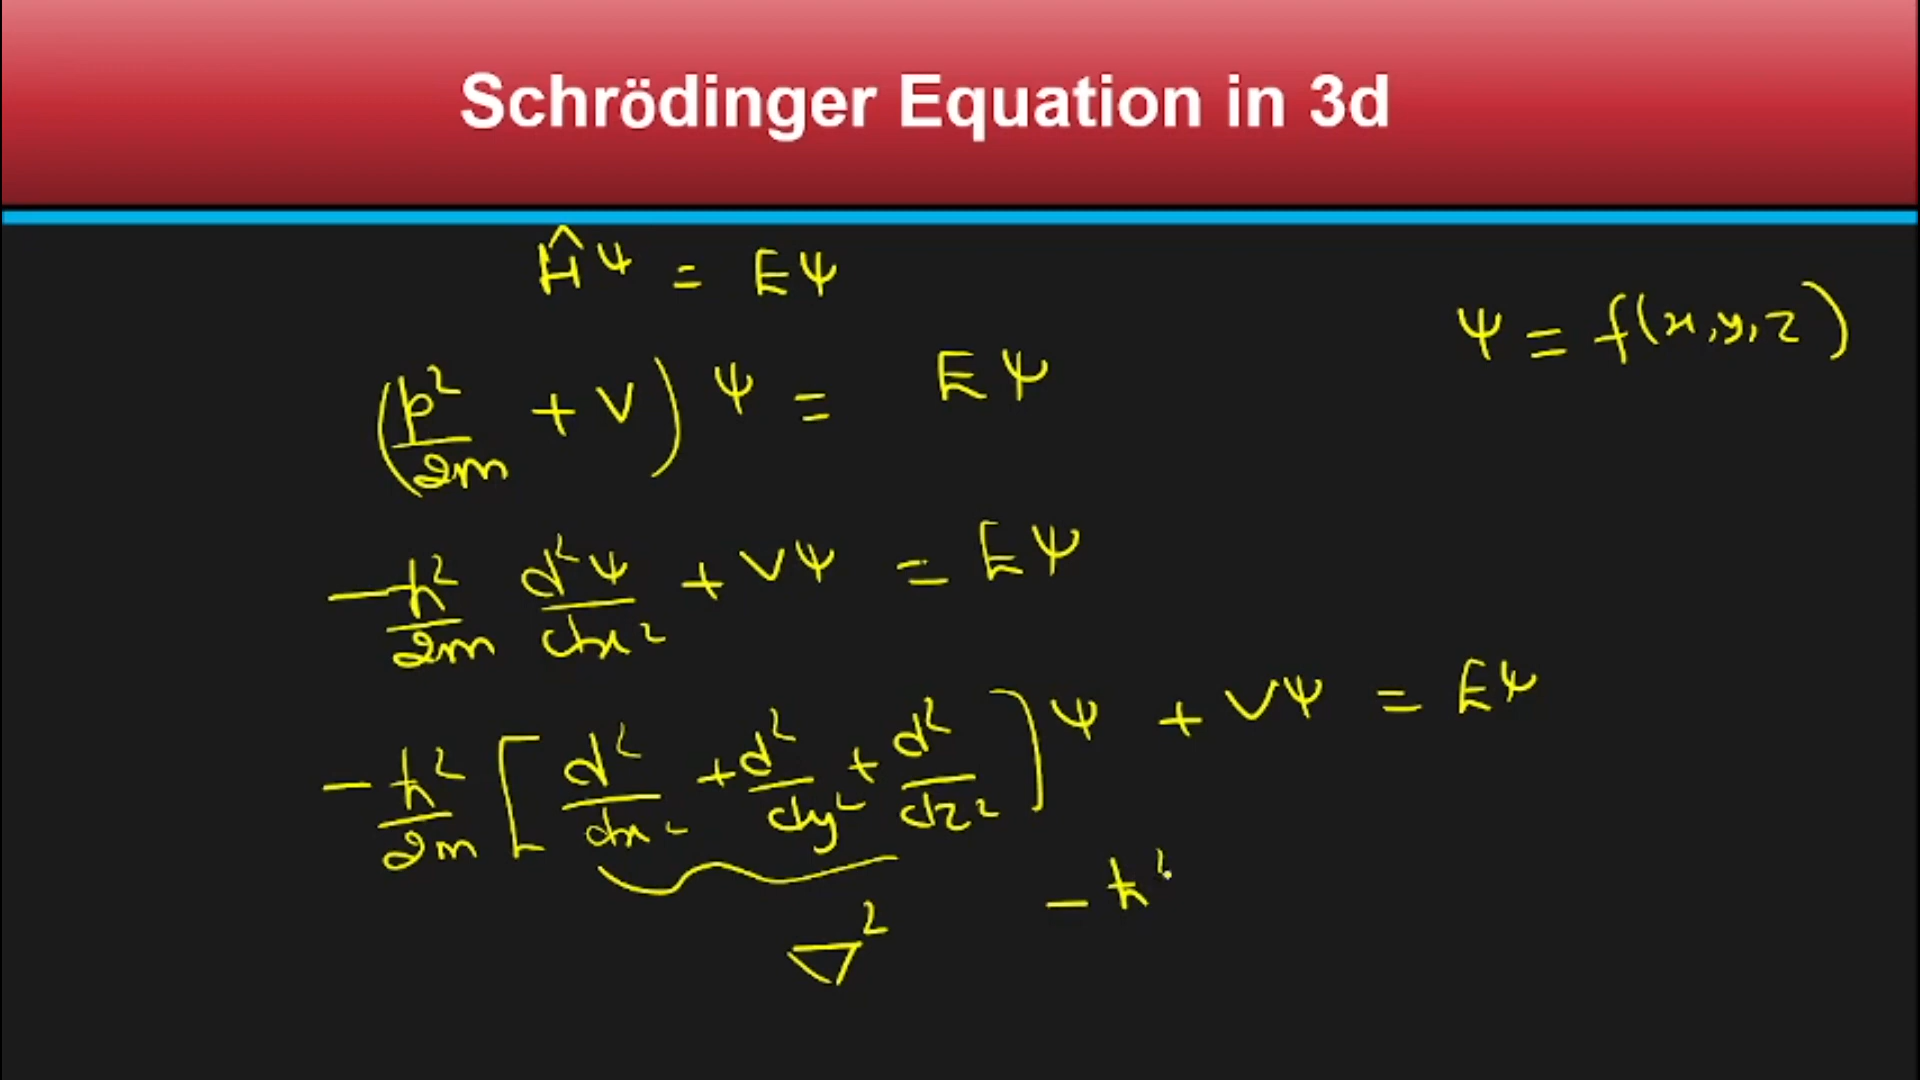 Schrödinger Equation in 3d
Ĥψ = Eψ
ψ = f(x,y,z)
(p²/2m + V)ψ = Eψ
-ħ²/2m d²ψ/dx² + Vψ = Eψ
-ħ²/2m [d²/dx² + d²/dy² + d²/dz²]ψ + Vψ = Eψ
∇² -ħ²